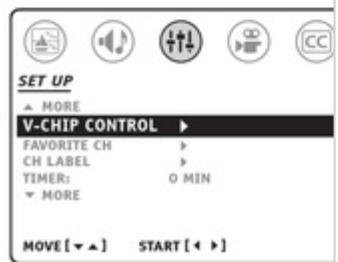 CC
SET UP
▲ MORE
V-CHIP CONTROL ▶
FAVORITE CH ▶
CH LABEL ▶
TIMER: 0 MIN
▼ MORE
MOVE [▼▲] START [◀ ▶]